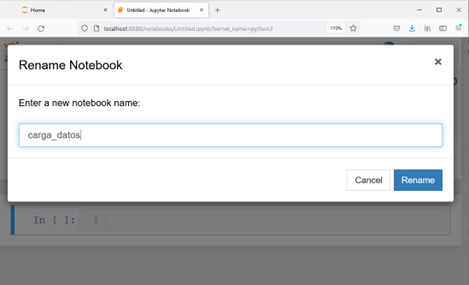 Home
Untitled - Jupyter Notebook
localhost:8888/notebooks/Untitled.ipynb?kernel_name=python3
170%
Rename Notebook
Enter a new notebook name:
carga_datos
Cancel
Rename
In [ ]:
1